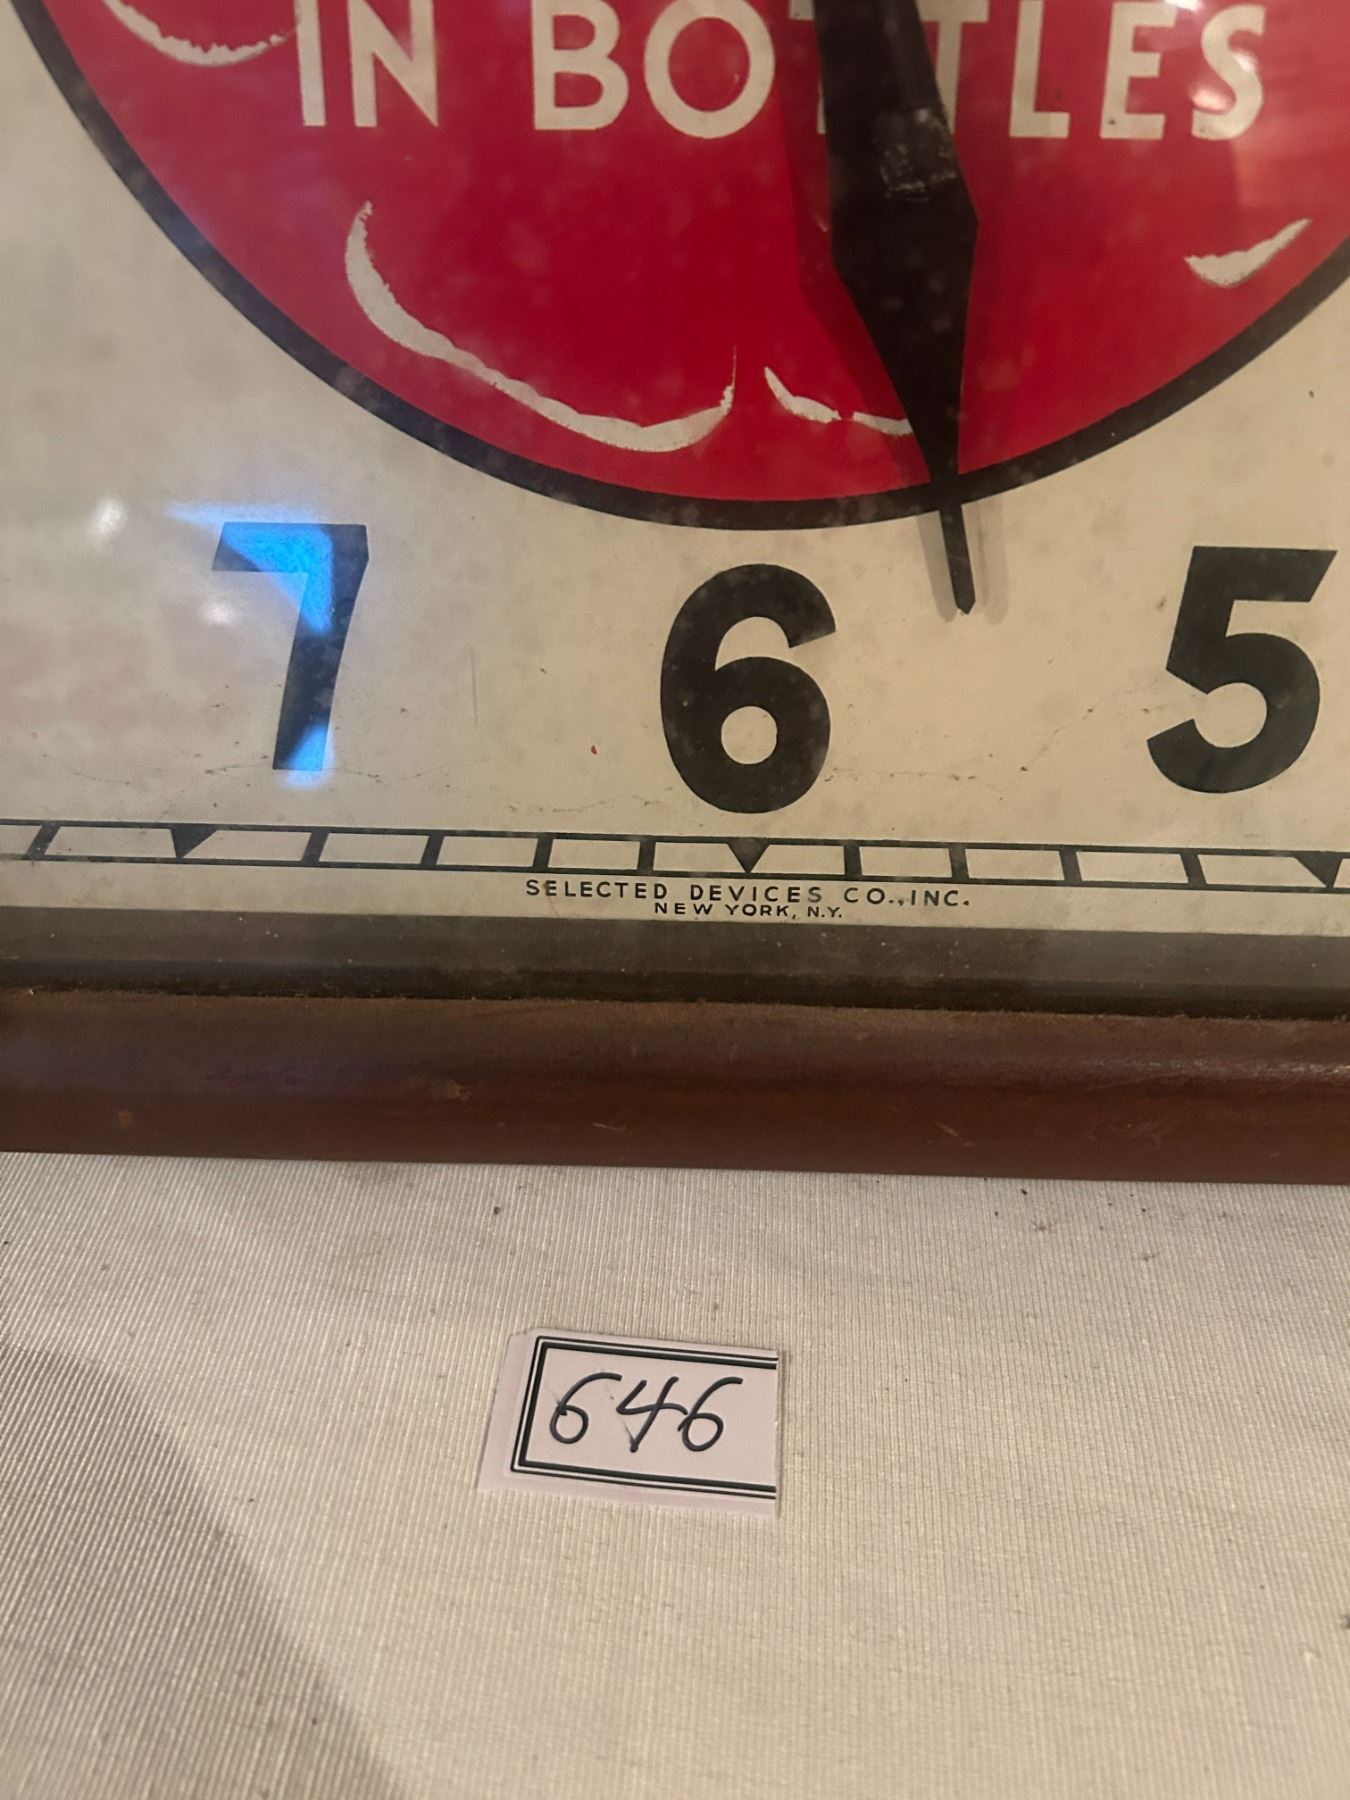 IN BOTTLES
7 6 5
SELECTED DEVICES CO., INC.
NEW YORK, N.Y.
646